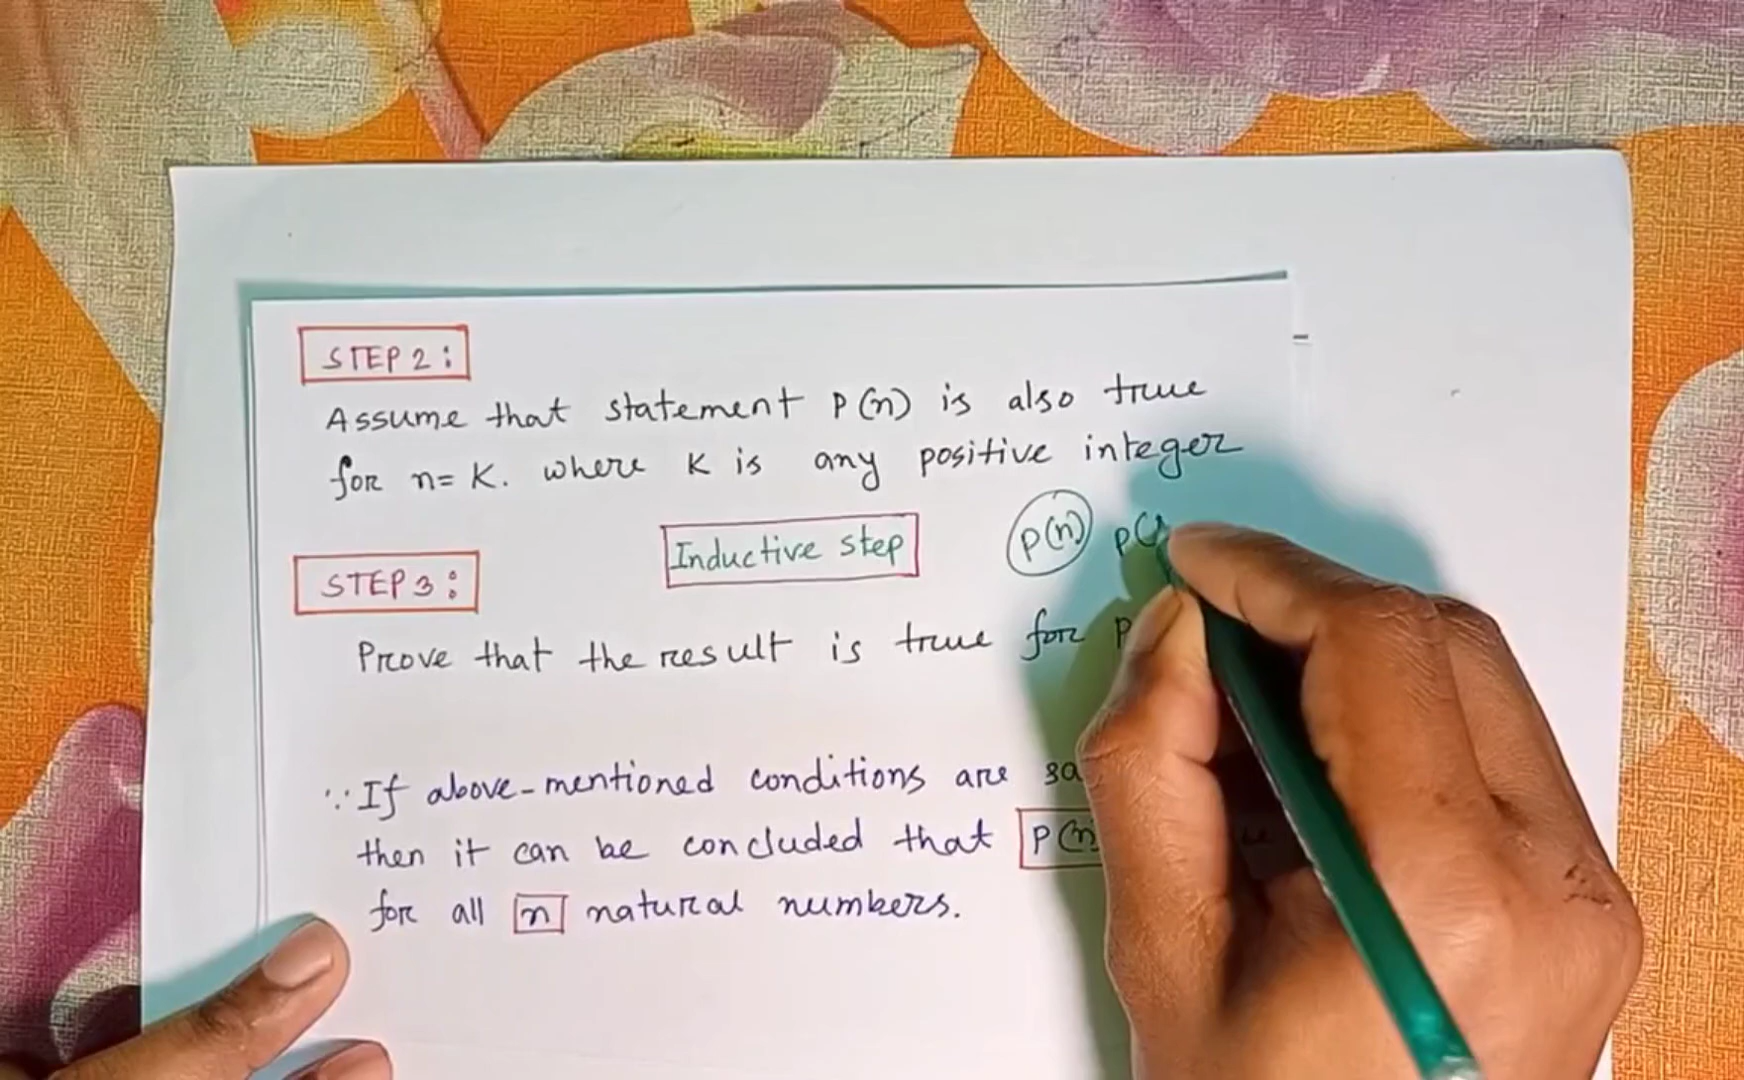 STEP 2:
Assume that statement P(n) is also true
for n = K. where K is any positive integer
Inductive step P(n) P(
STEP 3:
Prove that the result is true for P
∵ If above-mentioned conditions are
then it can be concluded that P(n)
for all n natural numbers.